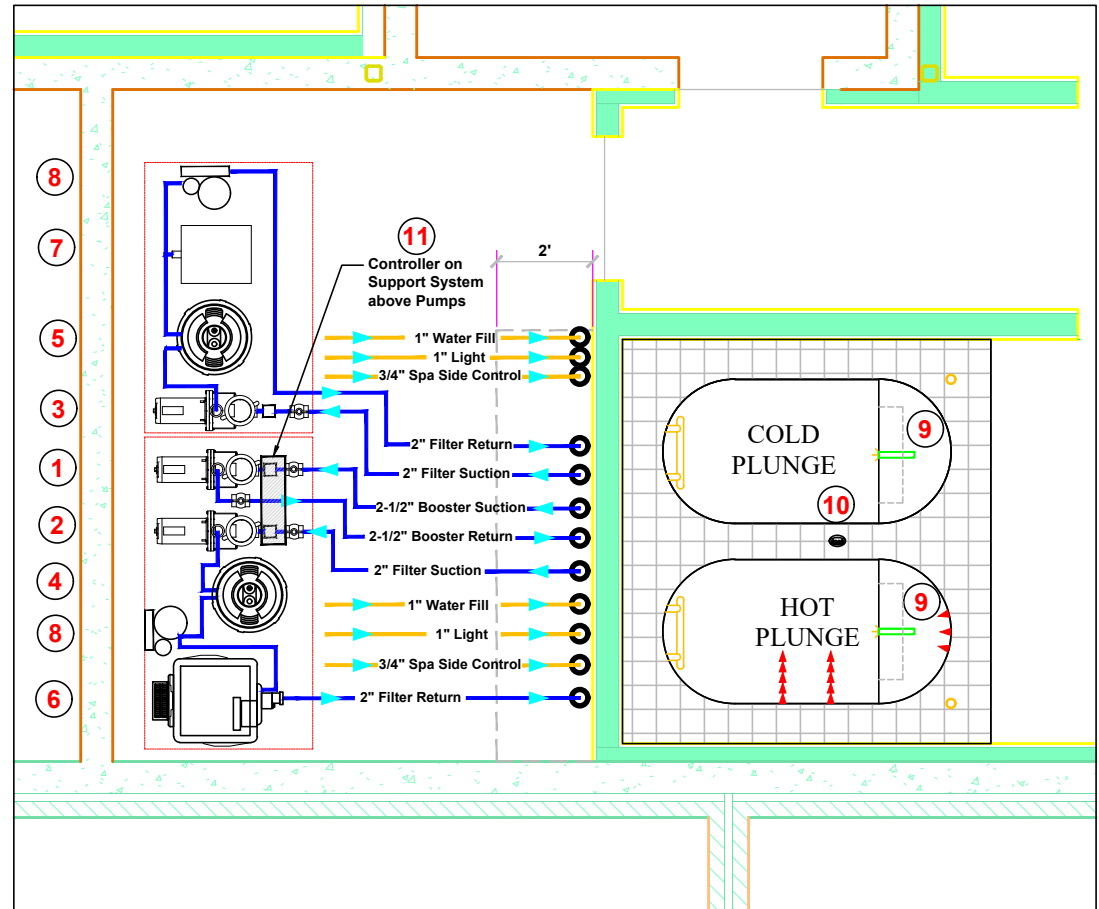 8
7
5
3
1
2
4
8
6
11
Controller on
Support System
above Pumps
2'
1" Water Fill
1" Light
3/4" Spa Side Control
2" Filter Return
2" Filter Suction
2-1/2" Booster Suction
2-1/2" Booster Return
2" Filter Suction
1" Water Fill
1" Light
3/4" Spa Side Control
2" Filter Return
COLD
PLUNGE
9
10
HOT
PLUNGE
9